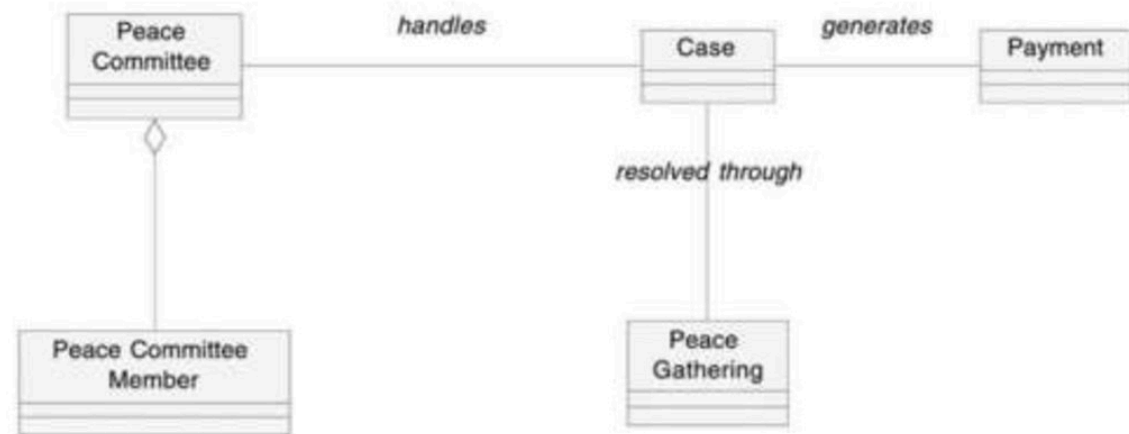 Peace
Committee
handles
Case
generates
Payment
resolved through
Peace Committee
Member
Peace
Gathering